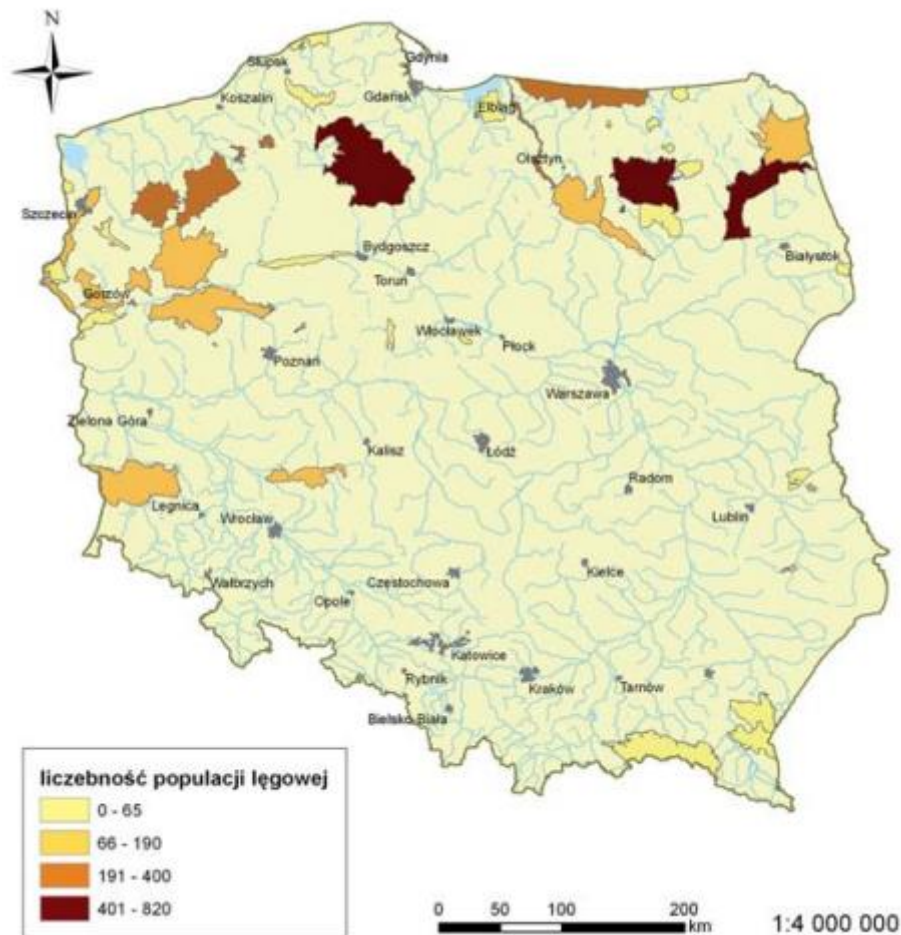 N
Słupsk
Gdynia
Koszalin
Gdańsk
Elbląg
Olsztyn
Szczecin
Bydgoszcz
Białystok
Toruń
Gorzów
Włocławek
Płock
Poznań
Warszawa
Zielona Góra
Kalisz
Łódź
Radom
Legnica
Lublin
Wrocław
Wałbrzych
Częstochowa
Kielce
Opole
Katowice
Rybnik
Kraków
Tarnów
Bielsko-Biała
liczebność populacji lęgowej
0 - 65
66 - 190
191 - 400
401 - 820
0 50 100 200
km
1:4 000 000